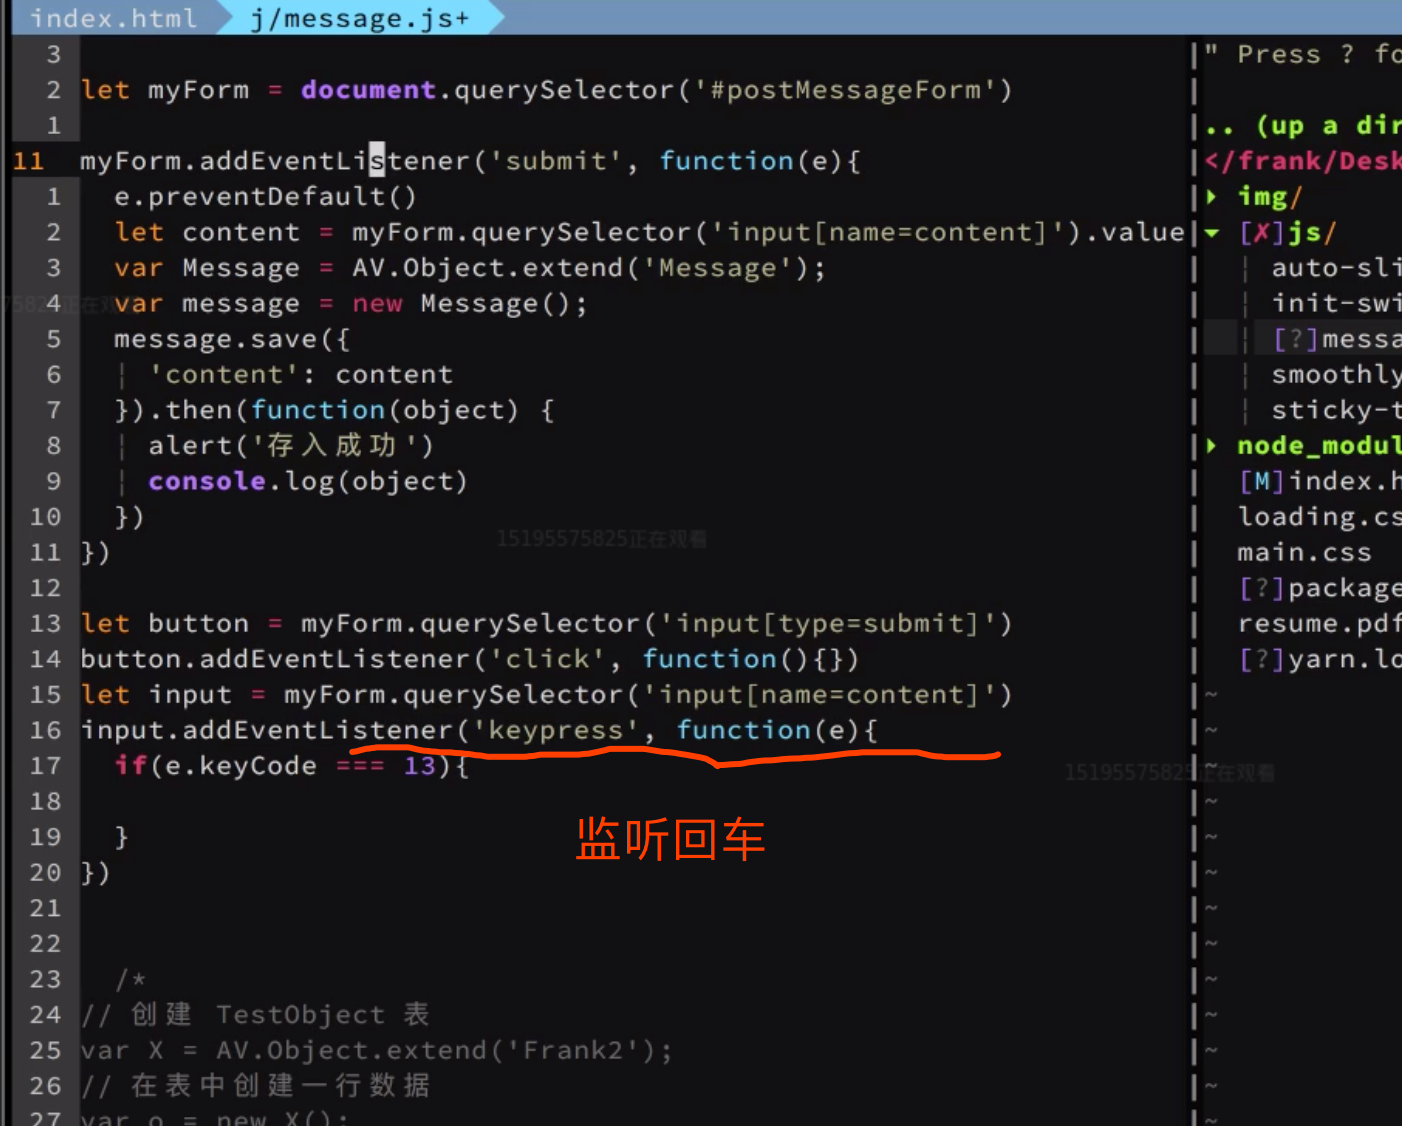 index.html j/message.js+
3
2 let myForm = document.querySelector('#postMessageForm')
1
11 myForm.addEventListener('submit', function(e){
1 e.preventDefault()
2 let content = myForm.querySelector('input[name=content]').value
3 var Message = AV.Object.extend('Message');
4 var message = new Message();
5 message.save({
6 'content': content
7 }).then(function(object) {
8 alert('存入成功')
9 console.log(object)
10 })
11 })
12
13 let button = myForm.querySelector('input[type=submit]')
14 button.addEventListener('click', function(){})
15 let input = myForm.querySelector('input[name=content]')
16 input.addEventListener('keypress', function(e){
17 if(e.keyCode === 13){
18
19 }
20 })
21
22
23 /*
24 // 创建 TestObject 表
25 var X = AV.Object.extend('Frank2');
26 // 在表中创建一行数据
27 var o = new X();
监听回车
15195575825正在观看
15195575825正在观看
" Press ? fo
.. (up a dir
</frank/Desk
▸ img/
▾ [✗]js/
auto-sli
init-swi
[?]messa
smoothly
sticky-t
▸ node_modul
[M]index.h
loading.cs
main.css
[?]package
resume.pdf
[?]yarn.lo
~
~
~
~
~
~
~
~
~
~
~
~
~